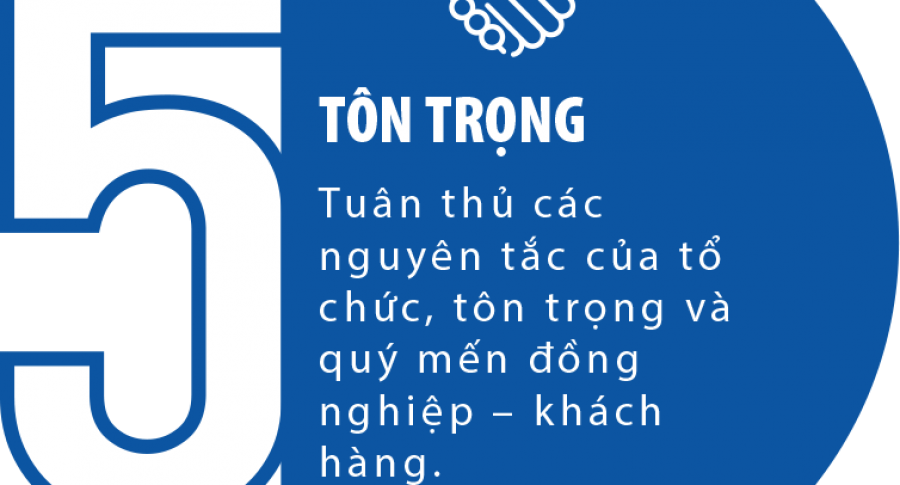 5
TÔN TRỌNG
Tuân thủ các
nguyên tắc của tổ
chức, tôn trọng và
quý mến đồng
nghiệp – khách
hàng.